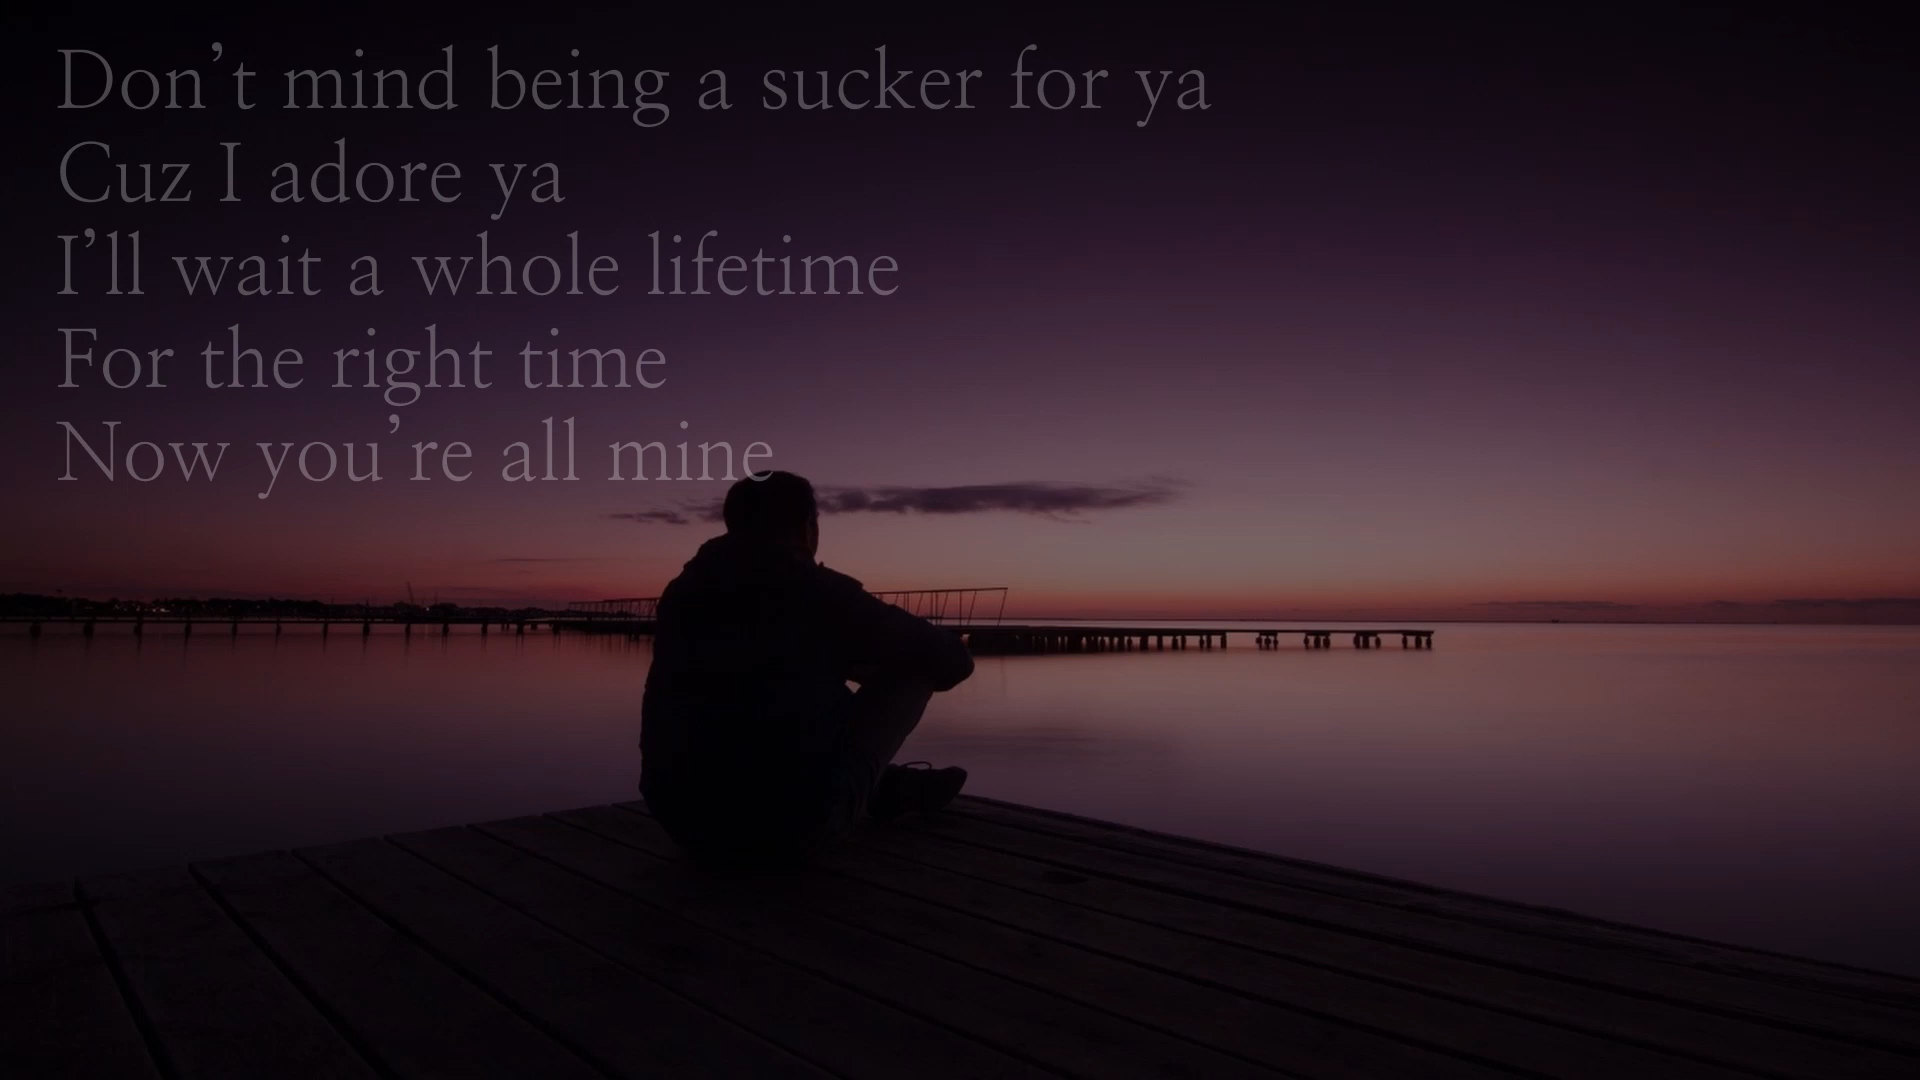 Don’t mind being a sucker for ya
Cuz I adore ya
I’ll wait a whole lifetime
For the right time
Now you’re all mine